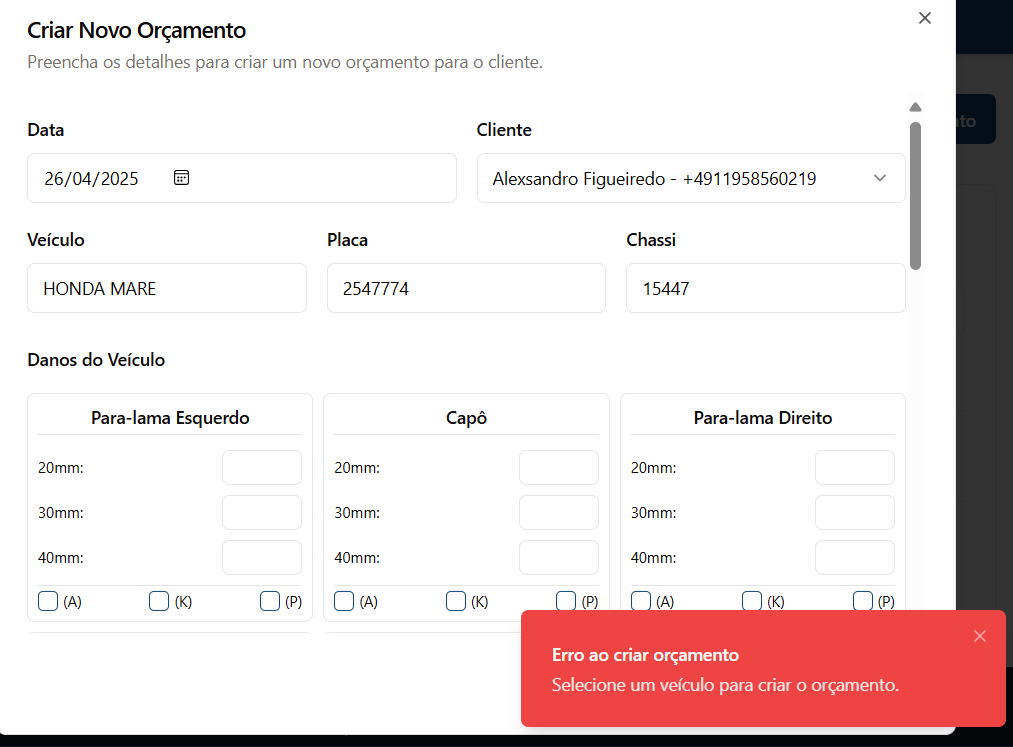 Criar Novo Orçamento
Preencha os detalhes para criar um novo orçamento para o cliente.
Data
Cliente
26/04/2025
Alexsandro Figueiredo - +4911958560219
nto
Veículo
Placa
Chassi
HONDA MARE
2547774
15447
Danos do Veículo
Para-lama Esquerdo
Capô
Para-lama Direito
20mm:
20mm:
20mm:
30mm:
30mm:
30mm:
40mm:
40mm:
40mm:
(A) (K) (P)
(A) (K) (P)
(A) (K) (P)
Erro ao criar orçamento
Selecione um veículo para criar o orçamento.